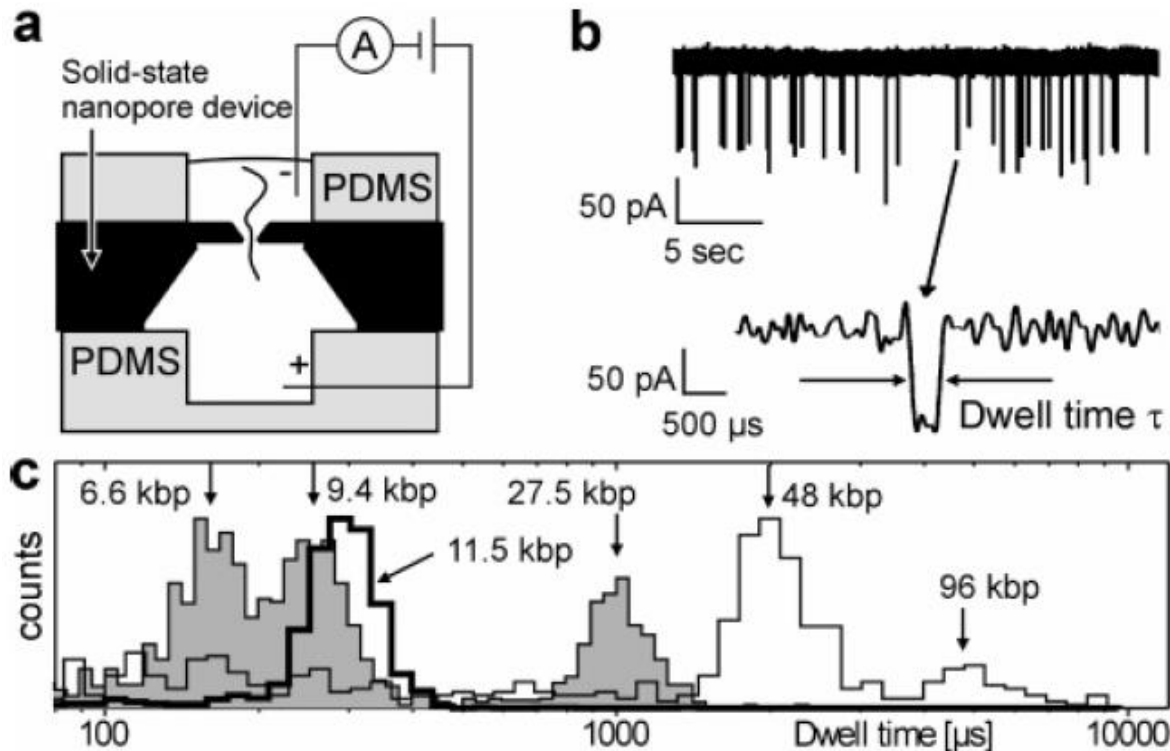 a
Solid-state
nanopore device
A
-
PDMS
PDMS
+
b
50 pA
5 sec
50 pA
500 µs
Dwell time τ
c
6.6 kbp
9.4 kbp
11.5 kbp
27.5 kbp
48 kbp
96 kbp
counts
100
1000
Dwell time [µs]
10000